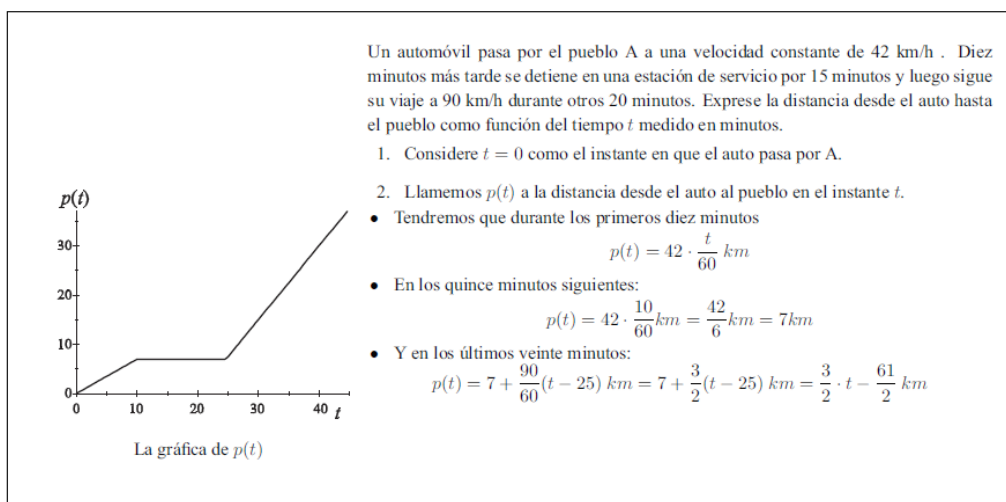 Un automóvil pasa por el pueblo A a una velocidad constante de 42 km/h . Diez
minutos más tarde se detiene en una estación de servicio por 15 minutos y luego sigue
su viaje a 90 km/h durante otros 20 minutos. Exprese la distancia desde el auto hasta
el pueblo como función del tiempo t medido en minutos.
1. Considere t = 0 como el instante en que el auto pasa por A.
2. Llamemos p(t) a la distancia desde el auto al pueblo en el instante t.
• Tendremos que durante los primeros diez minutos
p(t) = 42 · t/60 km
• En los quince minutos siguientes:
p(t) = 42 · 10/60 km = 42/6 km = 7km
• Y en los últimos veinte minutos:
p(t) = 7 + 90/60 (t − 25) km = 7 + 3/2 (t − 25) km = 3/2 · t − 61/2 km
p(t)
30
20
10
0
0 10 20 30 40 t
La gráfica de p(t)